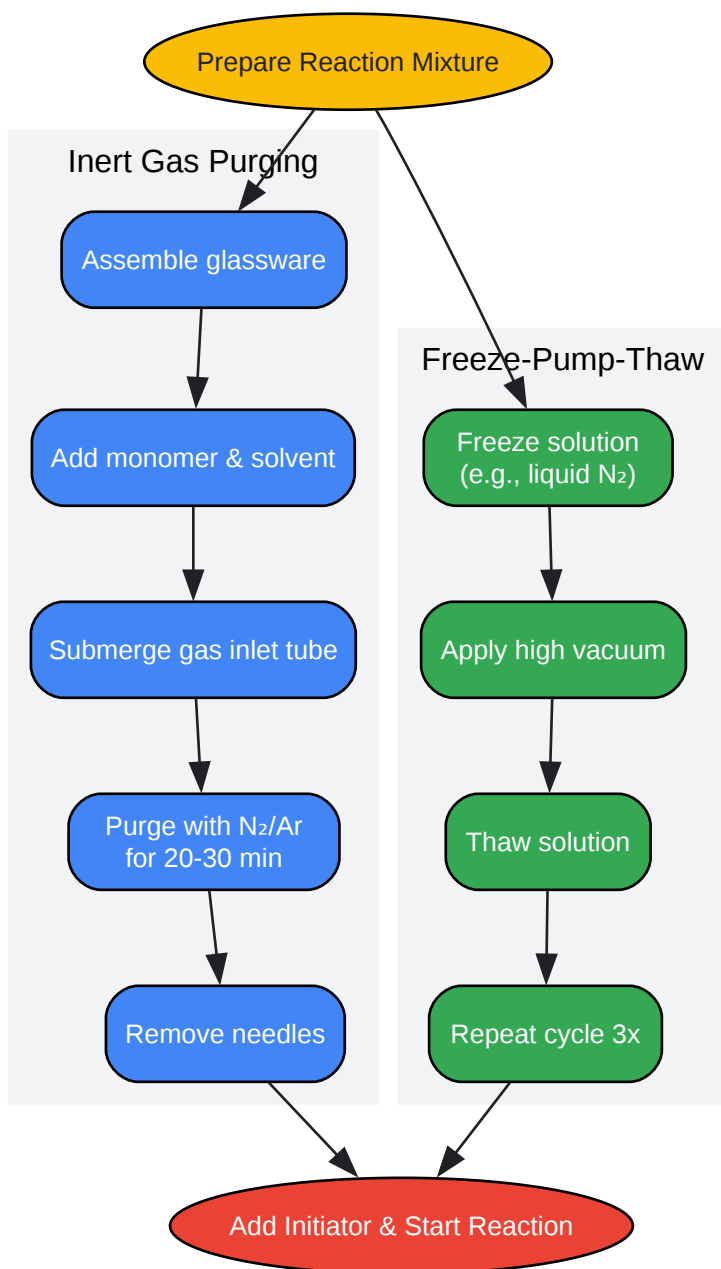 Prepare Reaction Mixture
Inert Gas Purging
Assemble glassware
Add monomer & solvent
Submerge gas inlet tube
Purge with N₂/Ar
for 20-30 min
Remove needles
Freeze-Pump-Thaw
Freeze solution
(e.g., liquid N₂)
Apply high vacuum
Thaw solution
Repeat cycle 3x
Add Initiator & Start Reaction